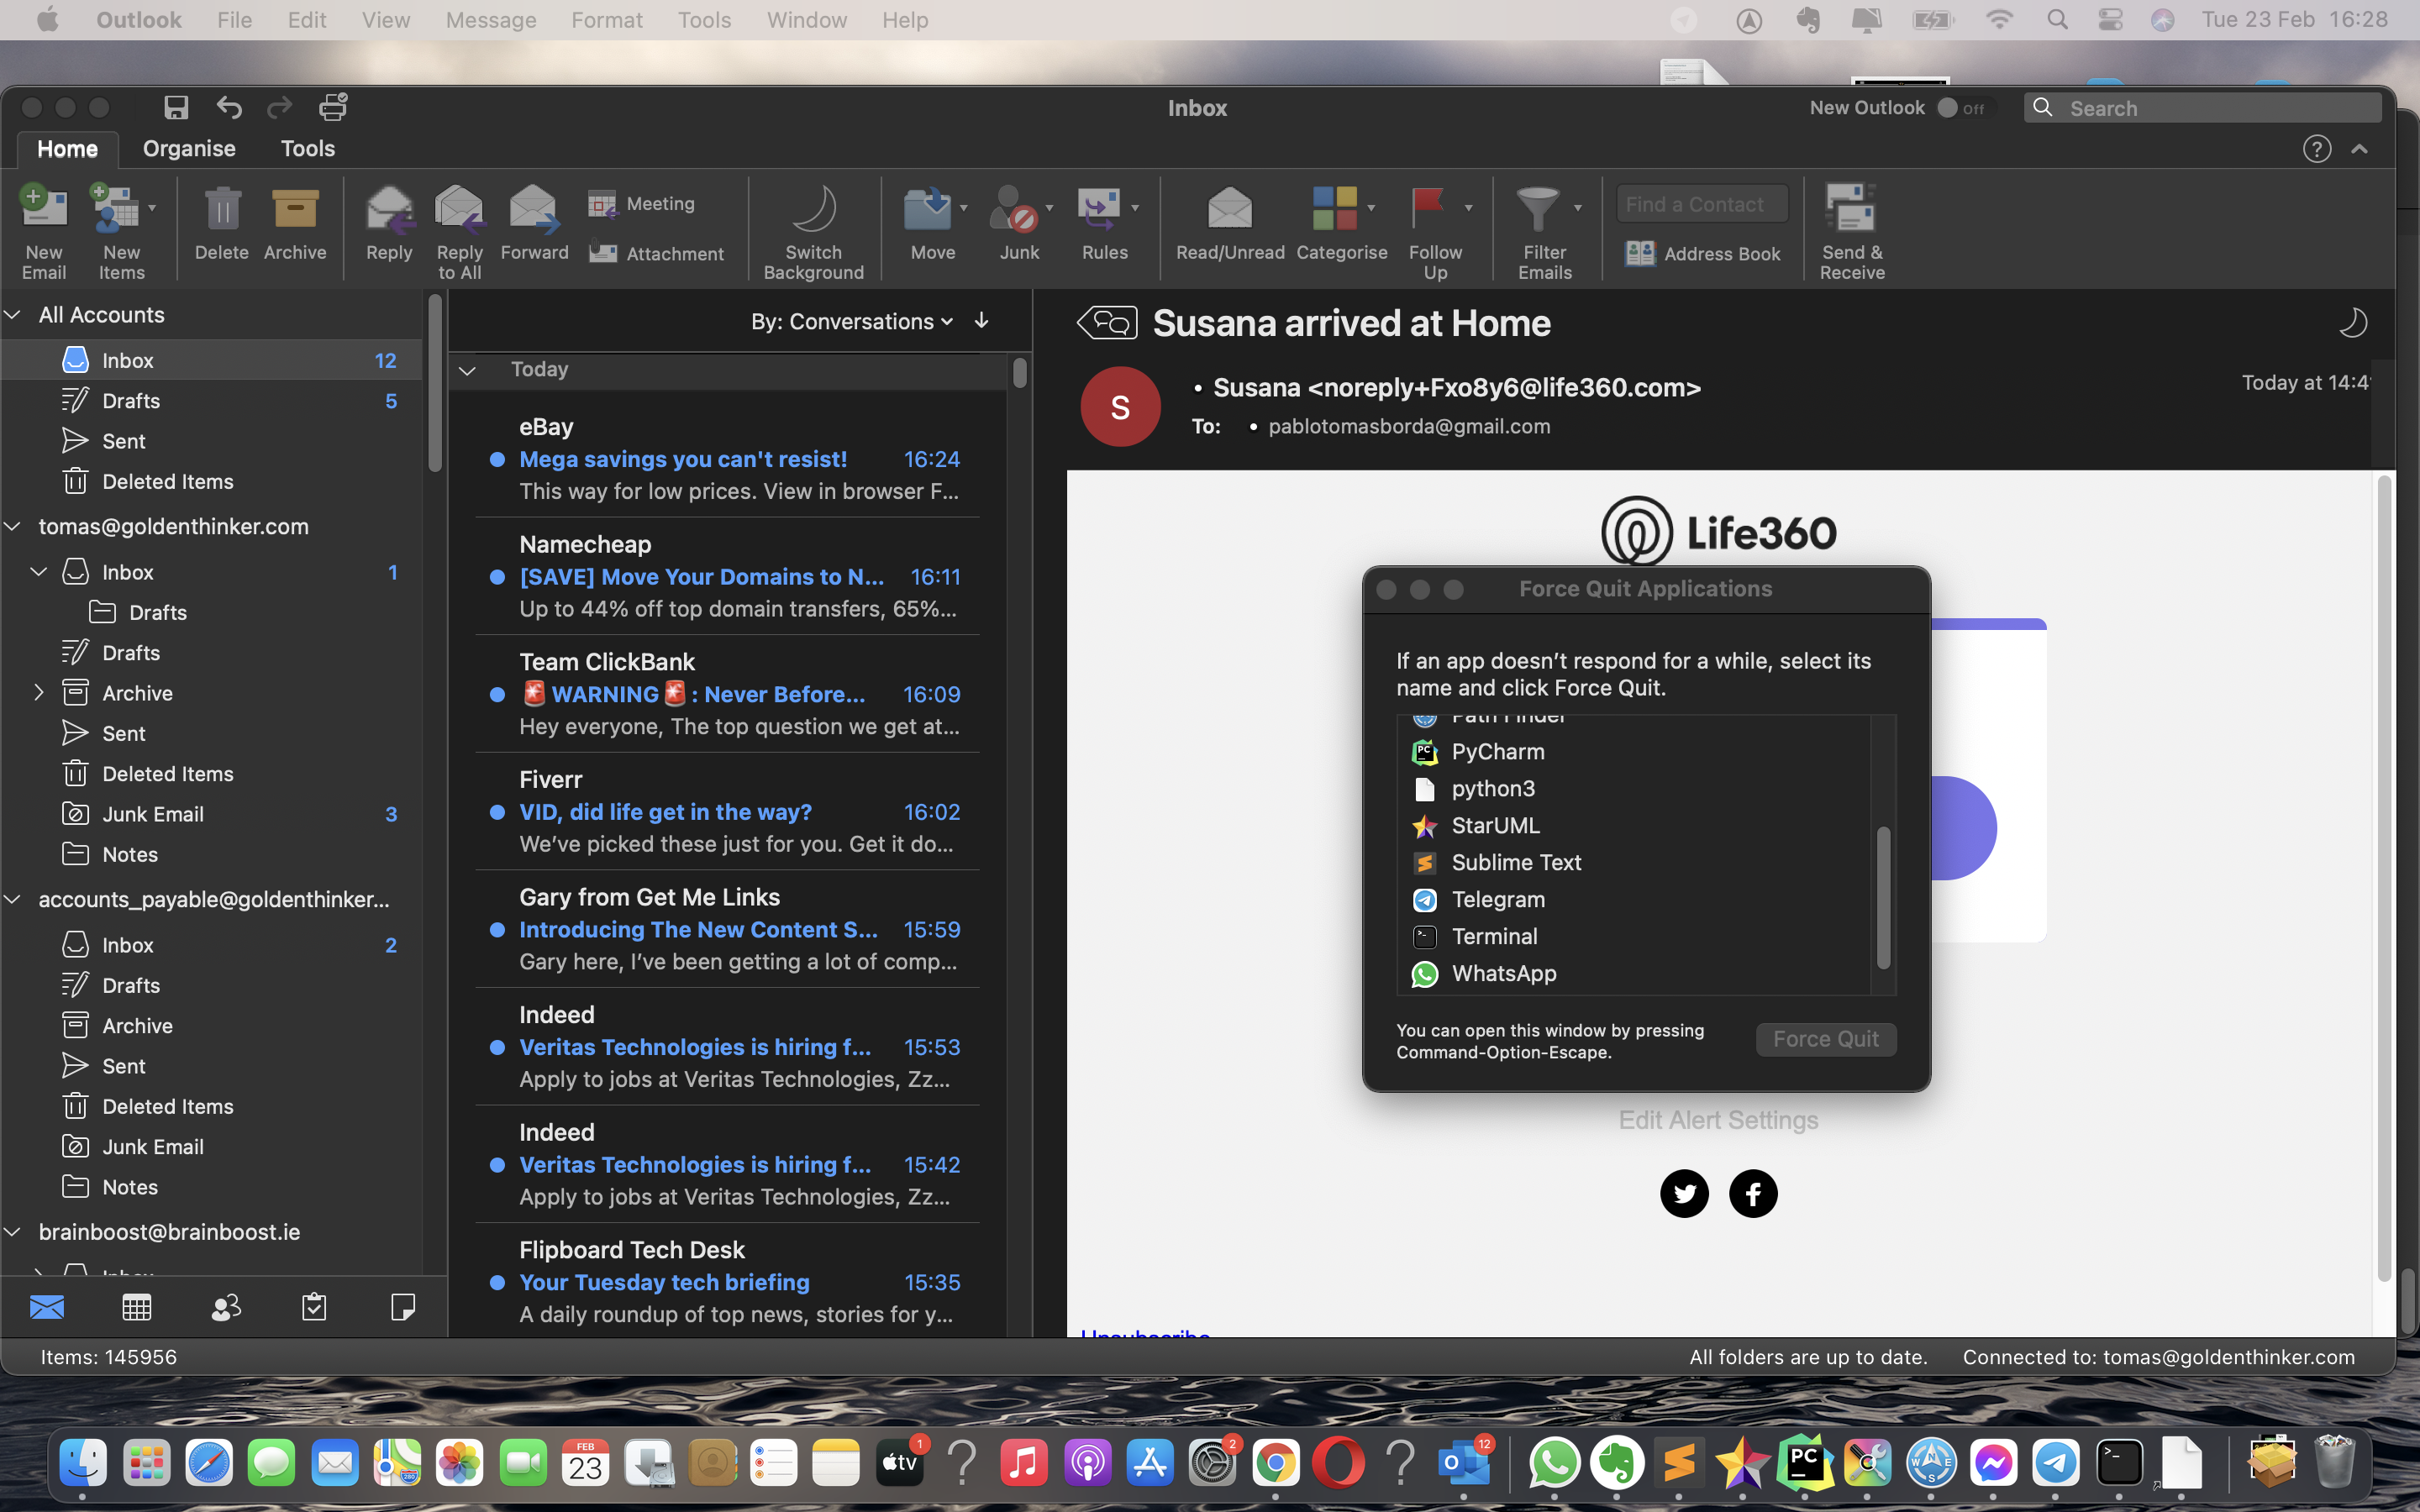 Outlook File Edit View Message Format Tools Window Help
Tue 23 Feb 16:28
Inbox
New Outlook off
Search
Home Organise Tools
New Email
New Items
Delete
Archive
Reply
Reply to All
Forward
Meeting
Attachment
Switch Background
Move
Junk
Rules
Read/Unread
Categorise
Follow Up
Filter Emails
Find a Contact
Address Book
Send & Receive
All Accounts
Inbox 12
Drafts 5
Sent
Deleted Items
tomas@goldenthinker.com
Inbox 1
Drafts
Drafts
Archive
Sent
Deleted Items
Junk Email 3
Notes
accounts_payable@goldenthinker...
Inbox 2
Drafts
Archive
Sent
Deleted Items
Junk Email
Notes
brainboost@brainboost.ie
Inbox
Items: 145956
By: Conversations
Today
eBay
Mega savings you can't resist! 16:24
This way for low prices. View in browser F...
Namecheap
[SAVE] Move Your Domains to N... 16:11
Up to 44% off top domain transfers, 65%...
Team ClickBank
🚨 WARNING 🚨 : Never Before... 16:09
Hey everyone, The top question we get at...
Fiverr
VID, did life get in the way? 16:02
We've picked these just for you. Get it do...
Gary from Get Me Links
Introducing The New Content S... 15:59
Gary here, I've been getting a lot of comp...
Indeed
Veritas Technologies is hiring f... 15:53
Apply to jobs at Veritas Technologies, Zz...
Indeed
Veritas Technologies is hiring f... 15:42
Apply to jobs at Veritas Technologies, Zz...
Flipboard Tech Desk
Your Tuesday tech briefing 15:35
A daily roundup of top news, stories for y...
Susana arrived at Home
S
Susana <noreply+Fxo8y6@life360.com>
Today at 14:4
To: pablotomasborda@gmail.com
Life360
Force Quit Applications
If an app doesn't respond for a while, select its
name and click Force Quit.
Path Finder
PyCharm
python3
StarUML
Sublime Text
Telegram
Terminal
WhatsApp
You can open this window by pressing
Command-Option-Escape.
Force Quit
Edit Alert Settings
Unsubscribe
All folders are up to date. Connected to: tomas@goldenthinker.com
FEB
23
tv
1
2
12
PC